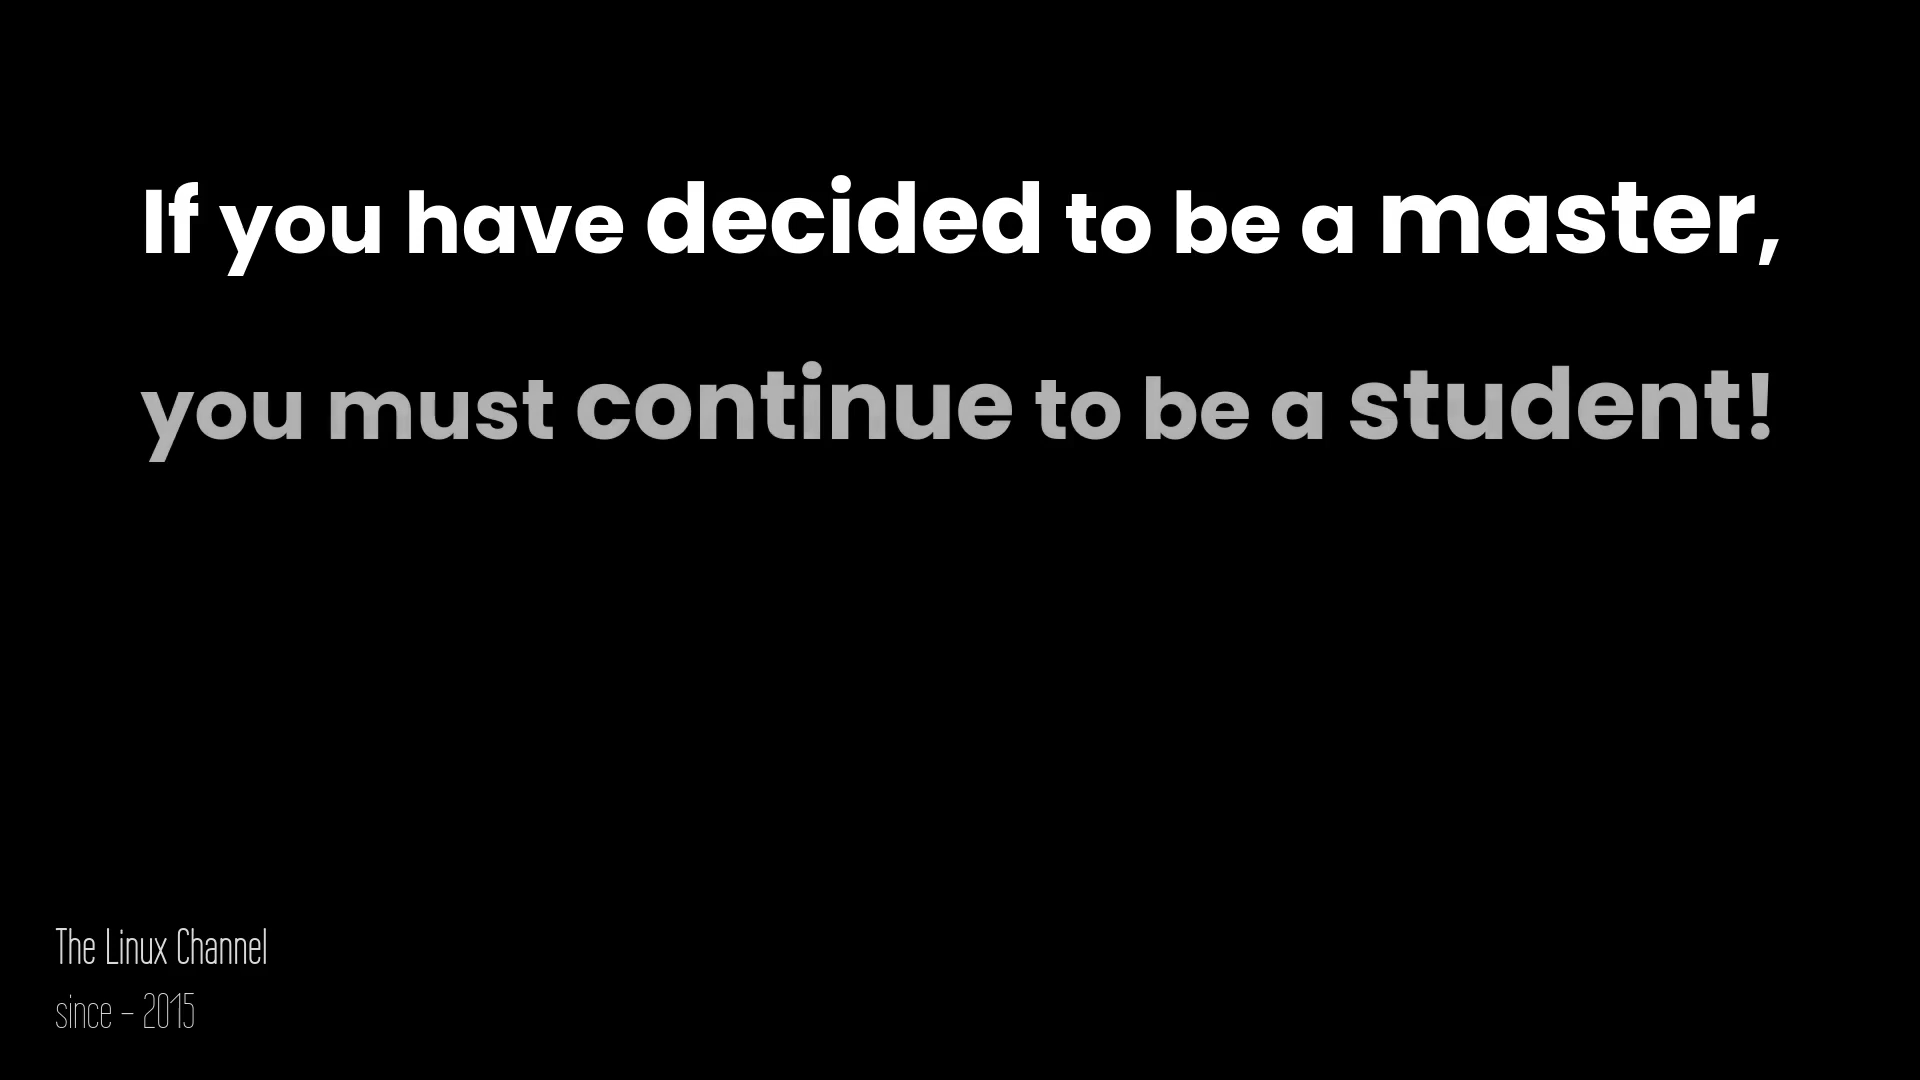 If you have decided to be a master,
you must continue to be a student!
The Linux Channel
since – 2015